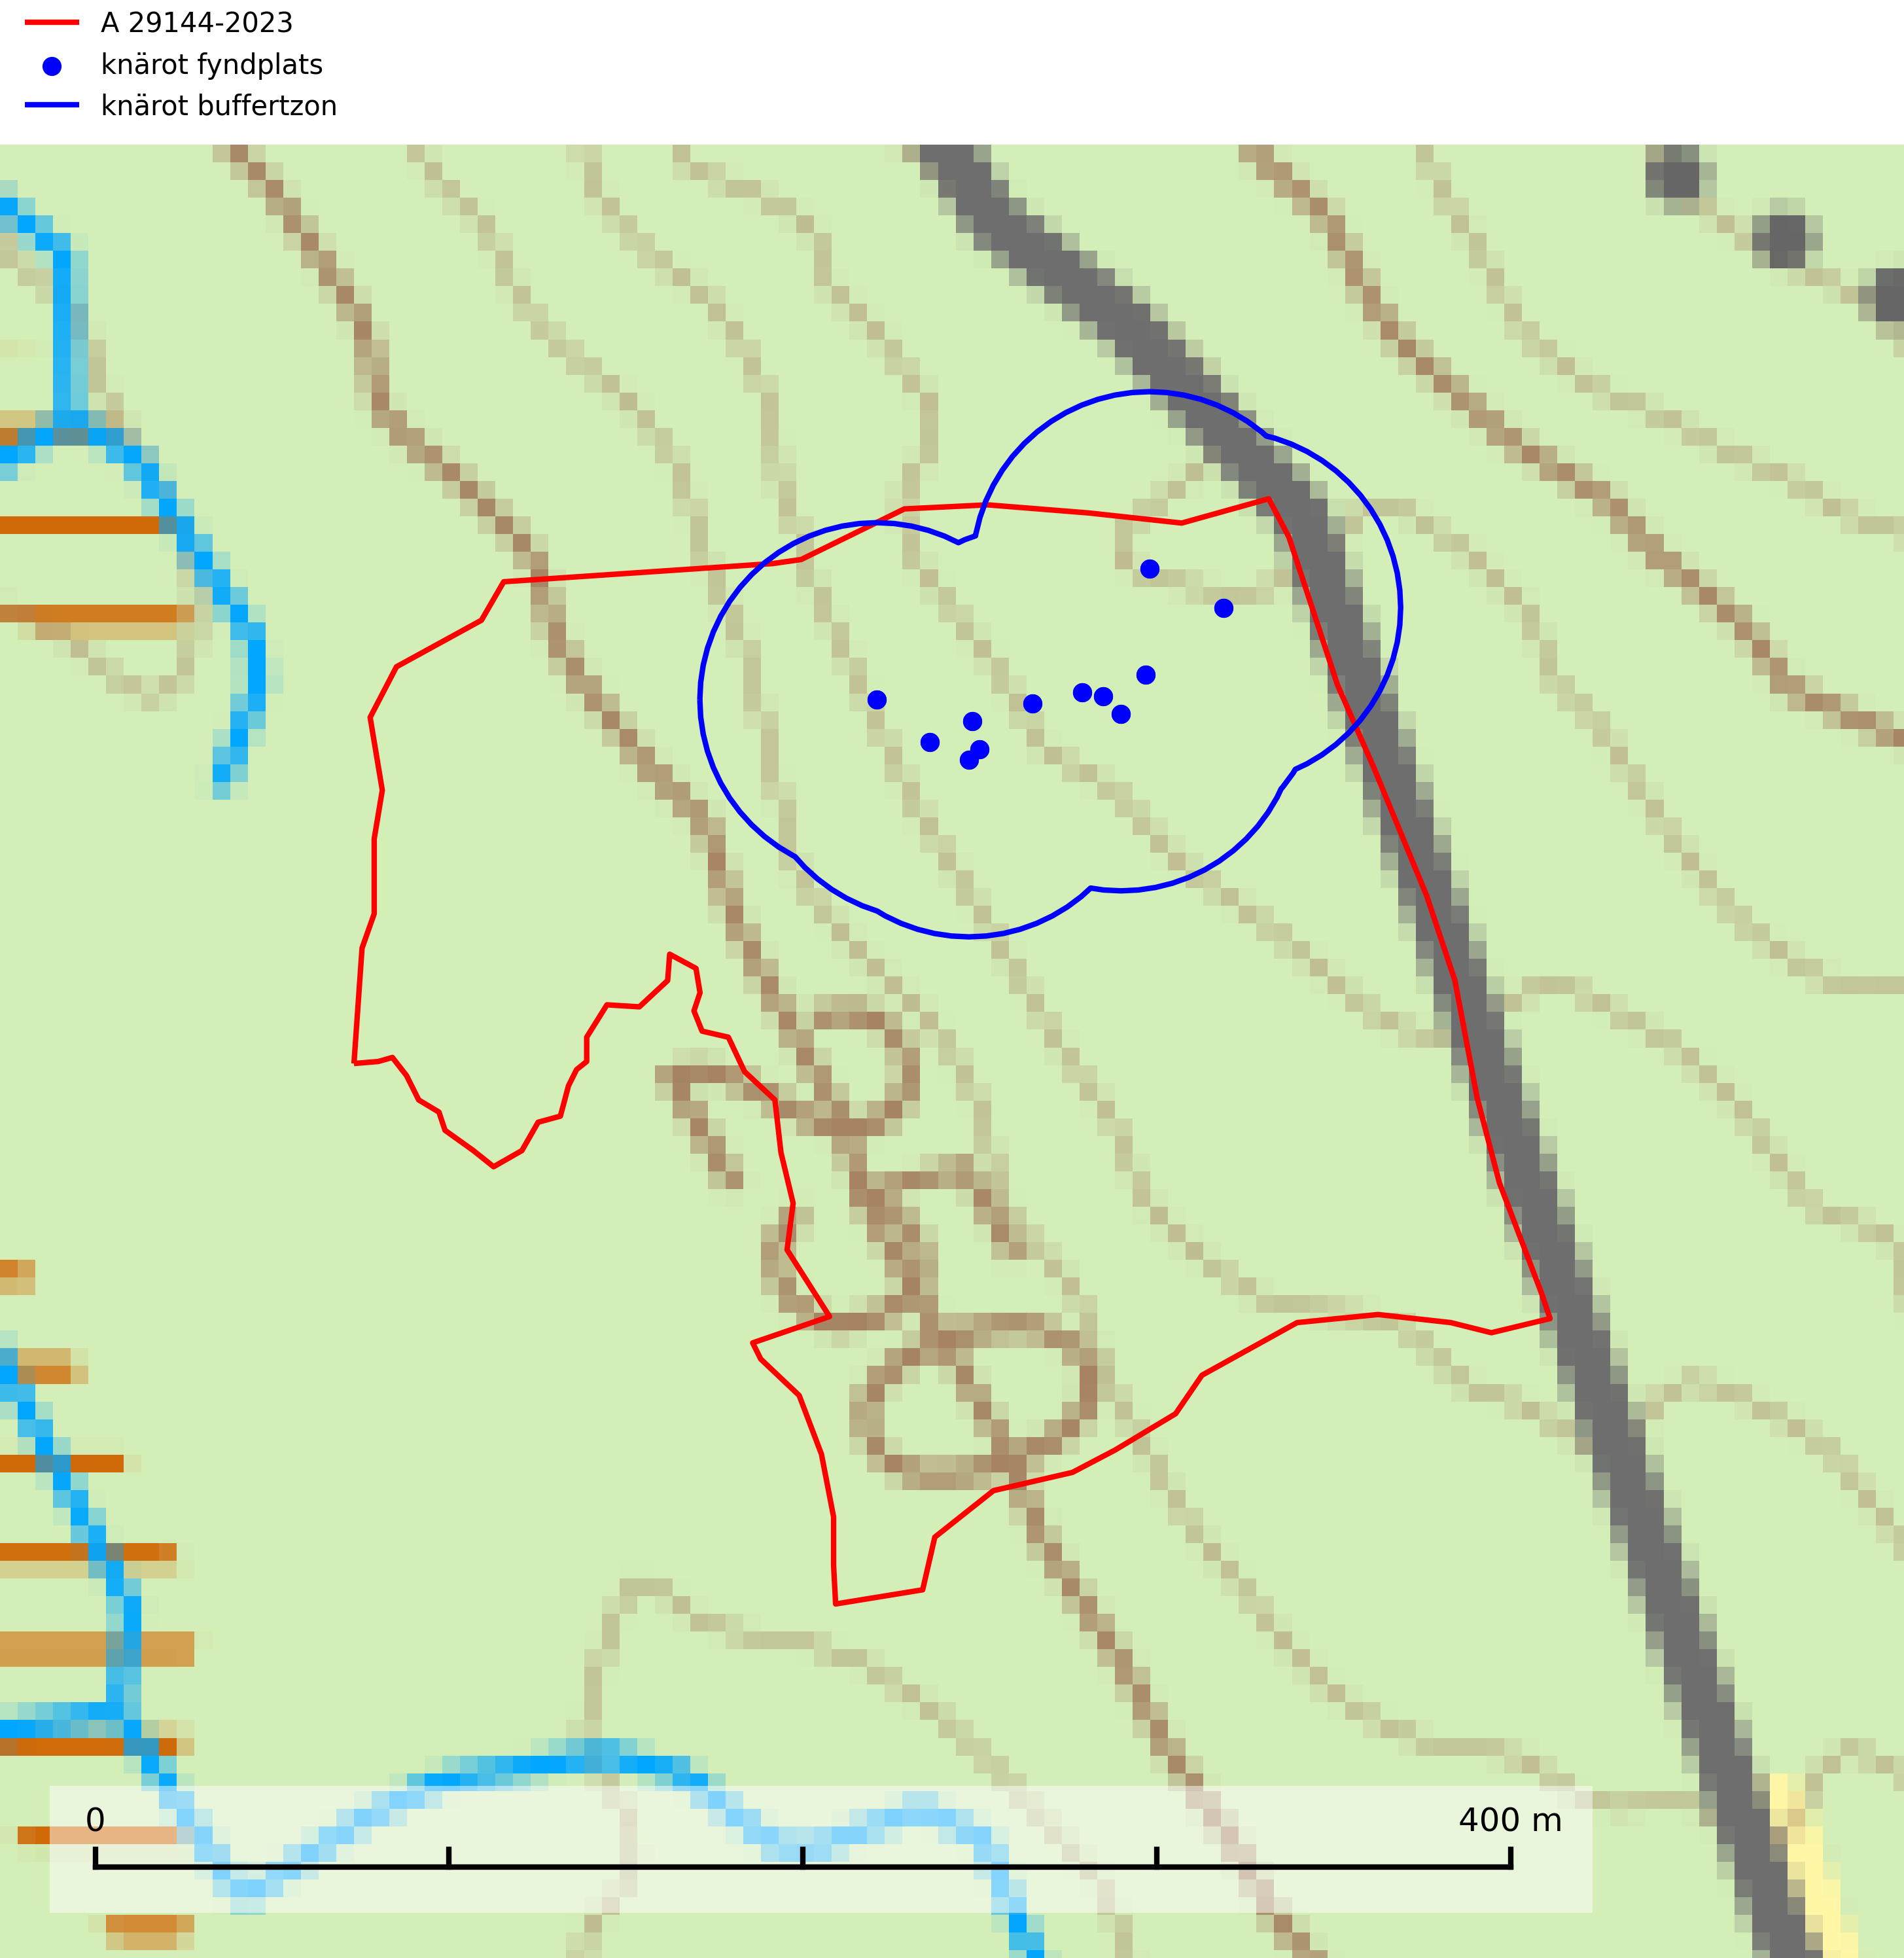 A 29144-2023
knärot fyndplats
knärot buffertzon
0 400 m